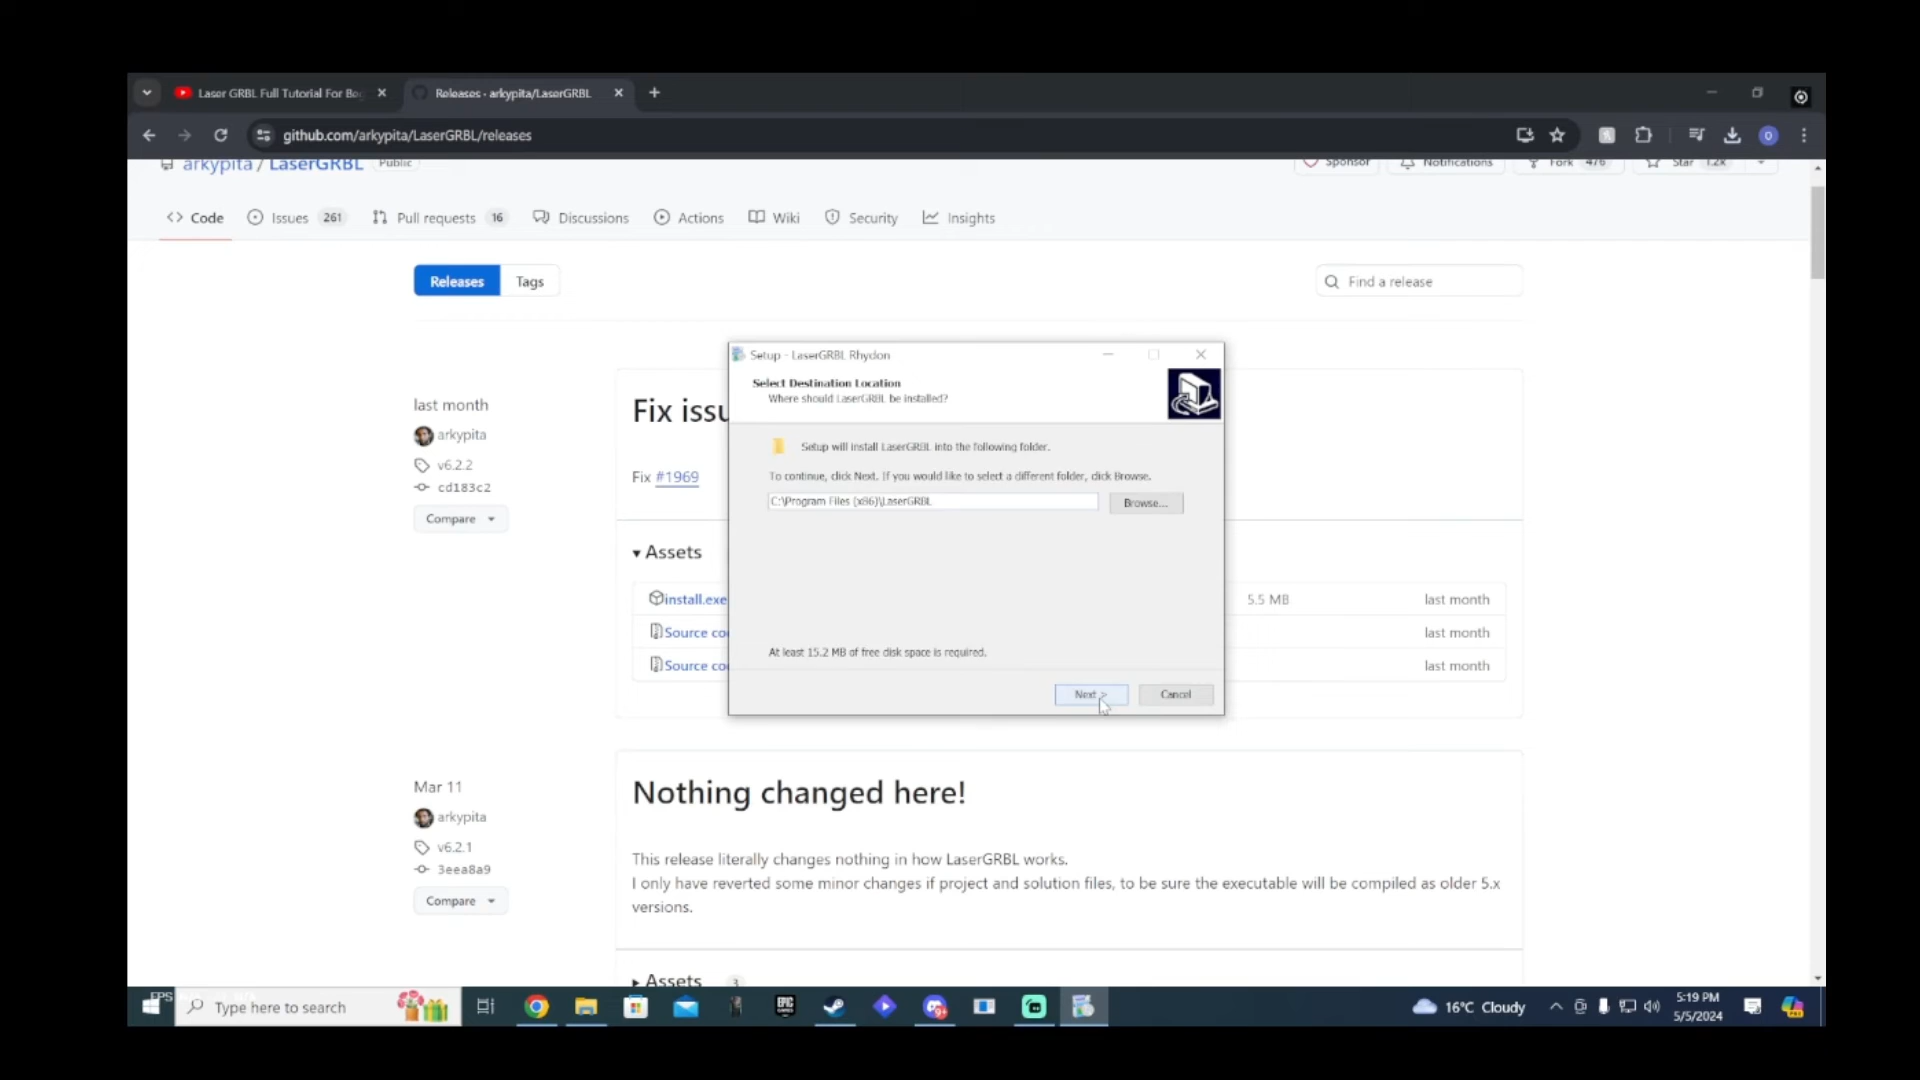 Laser GRBL Full Tutorial For Beg
Releases · arkypita/LaserGRBL
github.com/arkypita/LaserGRBL/releases
arkypita / LaserGRBL Public
Sponsor Notifications Fork 476 Star 1.2k
Code Issues 261 Pull requests 16 Discussions Actions Wiki Security Insights
Releases Tags Find a release
last month
arkypita
v6.2.2
cd183c2
Compare
Fix issu
Fix #1969
Assets
install.exe 5.5 MB last month
Source co last month
Source co last month
Setup - LaserGRBL Rhydon
Select Destination Location
Where should LaserGRBL be installed?
Setup will install LaserGRBL into the following folder.
To continue, click Next. If you would like to select a different folder, click Browse.
C:\Program Files (x86)\LaserGRBL Browse...
At least 15.2 MB of free disk space is required.
Next > Cancel
Mar 11
arkypita
v6.2.1
3eea8a9
Compare
Nothing changed here!
This release literally changes nothing in how LaserGRBL works.
I only have reverted some minor changes if project and solution files, to be sure the executable will be compiled as older 5.x
versions.
Assets 3
FPS
Type here to search
EPIC GAMES
16°C Cloudy
5:19 PM
5/5/2024